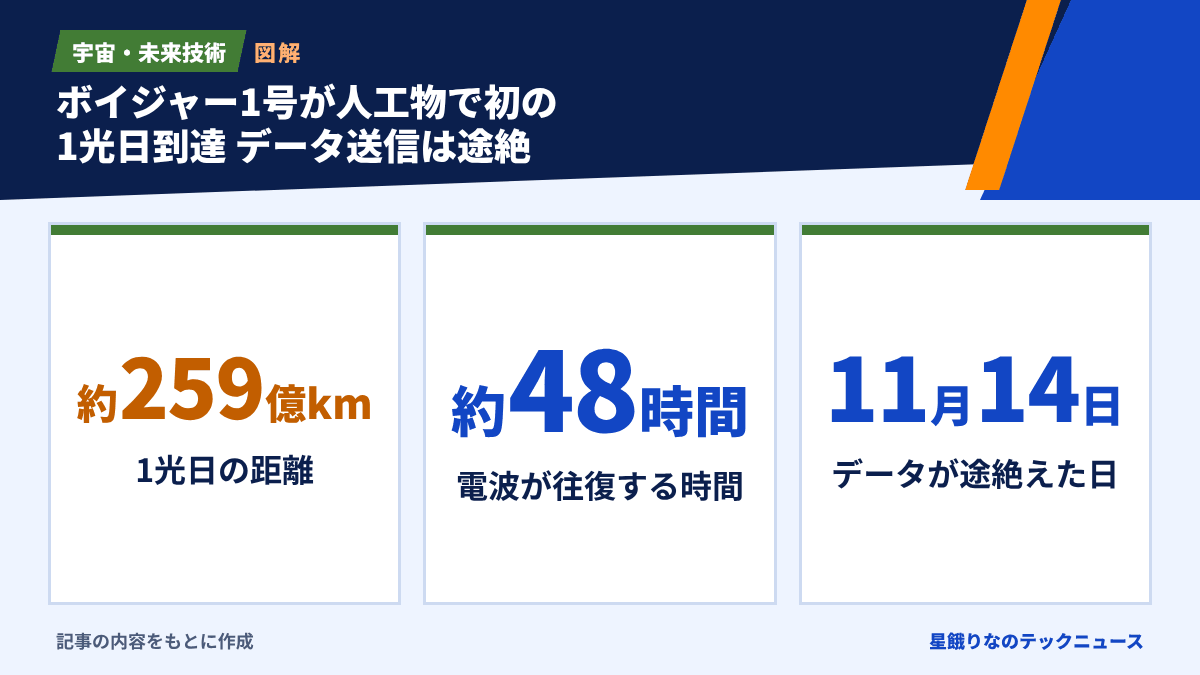 宇宙・未来技術 図解
ボイジャー1号が人工物で初の
1光日到達 データ送信は途絶
約259億km
1光日の距離
約48時間
電波が往復する時間
11月14日
データが途絶えた日
記事の内容をもとに作成
星餓りなのテックニュース